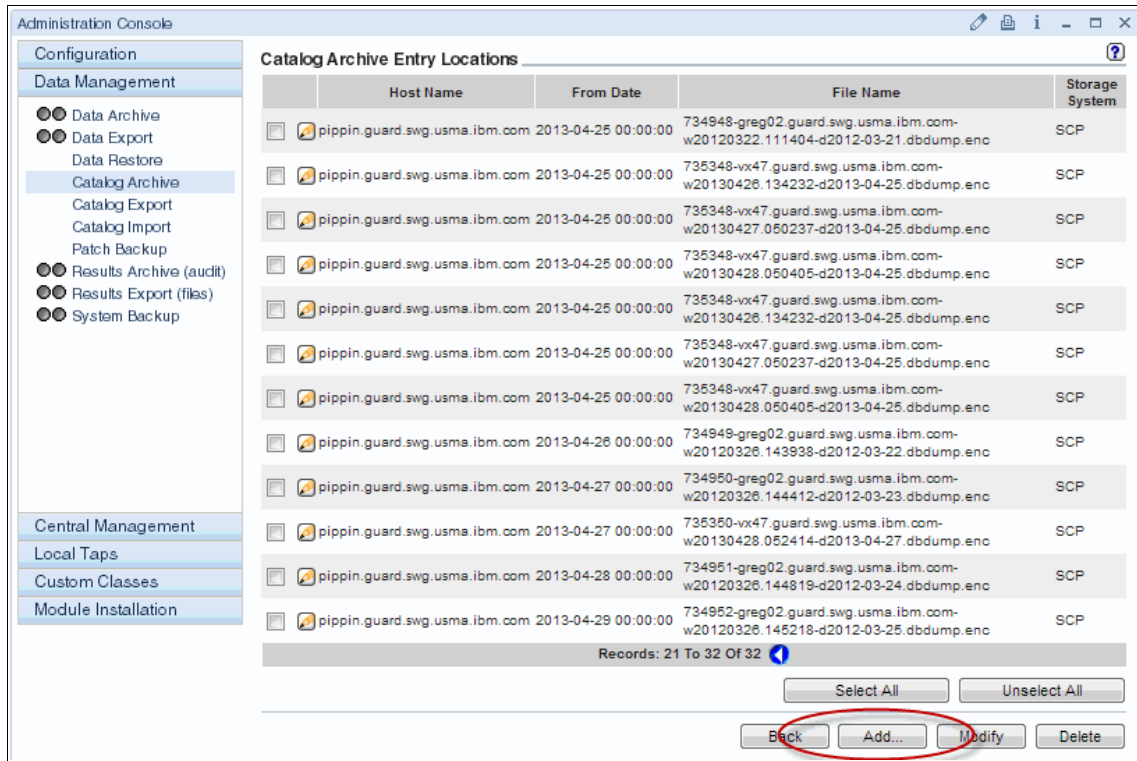 Administration Console
i
Configuration
Data Management
Data Archive
Data Export
Data Restore
Catalog Archive
Catalog Export
Catalog Import
Patch Backup
Results Archive (audit)
Results Export (files)
System Backup
Central Management
Local Taps
Custom Classes
Module Installation
Catalog Archive Entry Locations
?
Host Name From Date File Name Storage
System
pippin.guard.swg.usma.ibm.com 2013-04-25 00:00:00 734948-greg02.guard.swg.usma.ibm.com- SCP
w20120322.111404-d2012-03-21.dbdump.enc
pippin.guard.swg.usma.ibm.com 2013-04-25 00:00:00 735348-vx47.guard.swg.usma.ibm.com- SCP
w20130426.134232-d2013-04-25.dbdump.enc
pippin.guard.swg.usma.ibm.com 2013-04-25 00:00:00 735348-vx47.guard.swg.usma.ibm.com- SCP
w20130427.050237-d2013-04-25.dbdump.enc
pippin.guard.swg.usma.ibm.com 2013-04-25 00:00:00 735348-vx47.guard.swg.usma.ibm.com- SCP
w20130428.050405-d2013-04-25.dbdump.enc
pippin.guard.swg.usma.ibm.com 2013-04-25 00:00:00 735348-vx47.guard.swg.usma.ibm.com- SCP
w20130426.134232-d2013-04-25.dbdump.enc
pippin.guard.swg.usma.ibm.com 2013-04-25 00:00:00 735348-vx47.guard.swg.usma.ibm.com- SCP
w20130427.050237-d2013-04-25.dbdump.enc
pippin.guard.swg.usma.ibm.com 2013-04-25 00:00:00 735348-vx47.guard.swg.usma.ibm.com- SCP
w20130428.050405-d2013-04-25.dbdump.enc
pippin.guard.swg.usma.ibm.com 2013-04-26 00:00:00 734949-greg02.guard.swg.usma.ibm.com- SCP
w20120326.143938-d2012-03-22.dbdump.enc
pippin.guard.swg.usma.ibm.com 2013-04-27 00:00:00 734950-greg02.guard.swg.usma.ibm.com- SCP
w20120326.144412-d2012-03-23.dbdump.enc
pippin.guard.swg.usma.ibm.com 2013-04-27 00:00:00 735350-vx47.guard.swg.usma.ibm.com- SCP
w20130428.052414-d2013-04-27.dbdump.enc
pippin.guard.swg.usma.ibm.com 2013-04-28 00:00:00 734951-greg02.guard.swg.usma.ibm.com- SCP
w20120326.144819-d2012-03-24.dbdump.enc
pippin.guard.swg.usma.ibm.com 2013-04-29 00:00:00 734952-greg02.guard.swg.usma.ibm.com- SCP
w20120326.145218-d2012-03-25.dbdump.enc
Records: 21 To 32 Of 32
Select All Unselect All
Back Add... Modify Delete